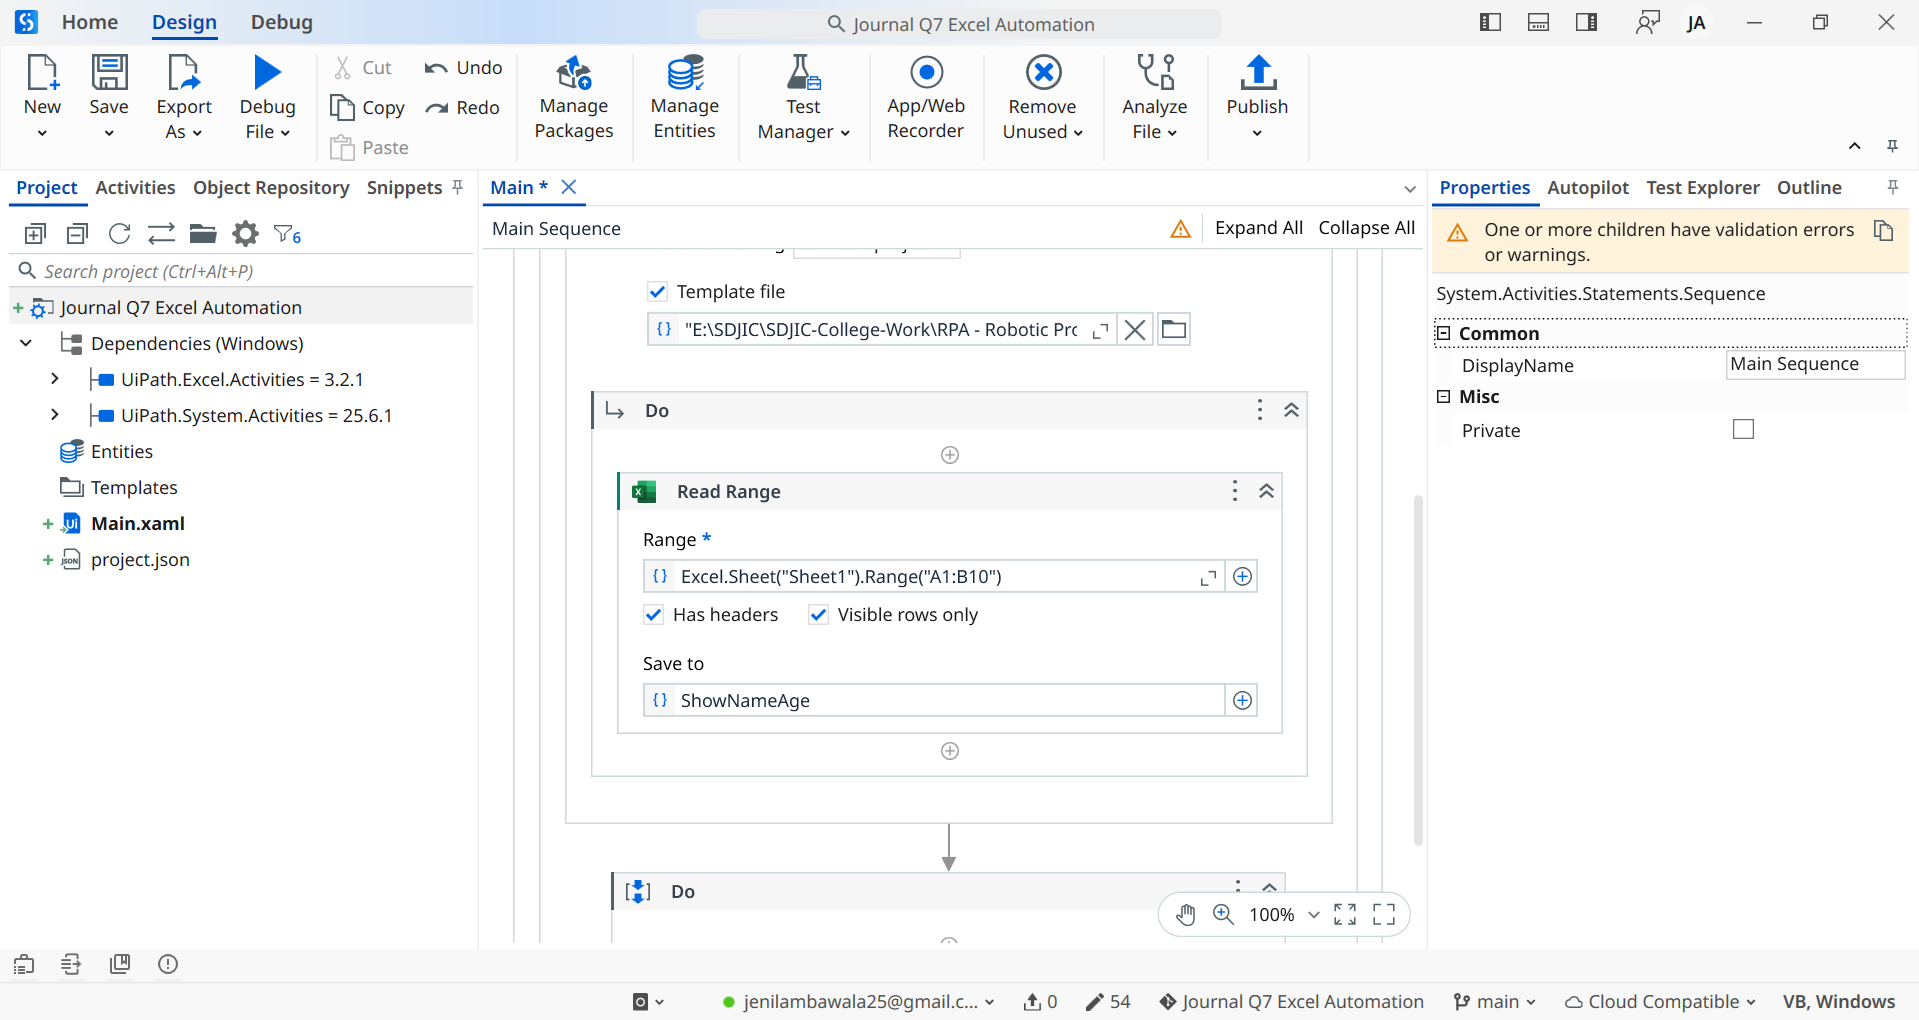 Home Design Debug
Journal Q7 Excel Automation
JA
New
Save
Export
As
Debug
File
Cut
Copy
Paste
Undo
Redo
Manage
Packages
Manage
Entities
Test
Manager
App/Web
Recorder
Remove
Unused
Analyze
File
Publish
Project Activities Object Repository Snippets
6
Search project (Ctrl+Alt+P)
Journal Q7 Excel Automation
Dependencies (Windows)
UiPath.Excel.Activities = 3.2.1
UiPath.System.Activities = 25.6.1
Entities
Templates
Main.xaml
project.json
Main *
Main Sequence
Expand All Collapse All
Template file
"E:\SDJIC\SDJIC-College-Work\RPA - Robotic Prc
Do
Read Range
Range *
Excel.Sheet("Sheet1").Range("A1:B10")
Has headers Visible rows only
Save to
ShowNameAge
Do
100%
Properties Autopilot Test Explorer Outline
One or more children have validation errors
or warnings.
System.Activities.Statements.Sequence
Common
DisplayName Main Sequence
Misc
Private
jenilambawala25@gmail.c... 0 54 Journal Q7 Excel Automation main Cloud Compatible VB, Windows